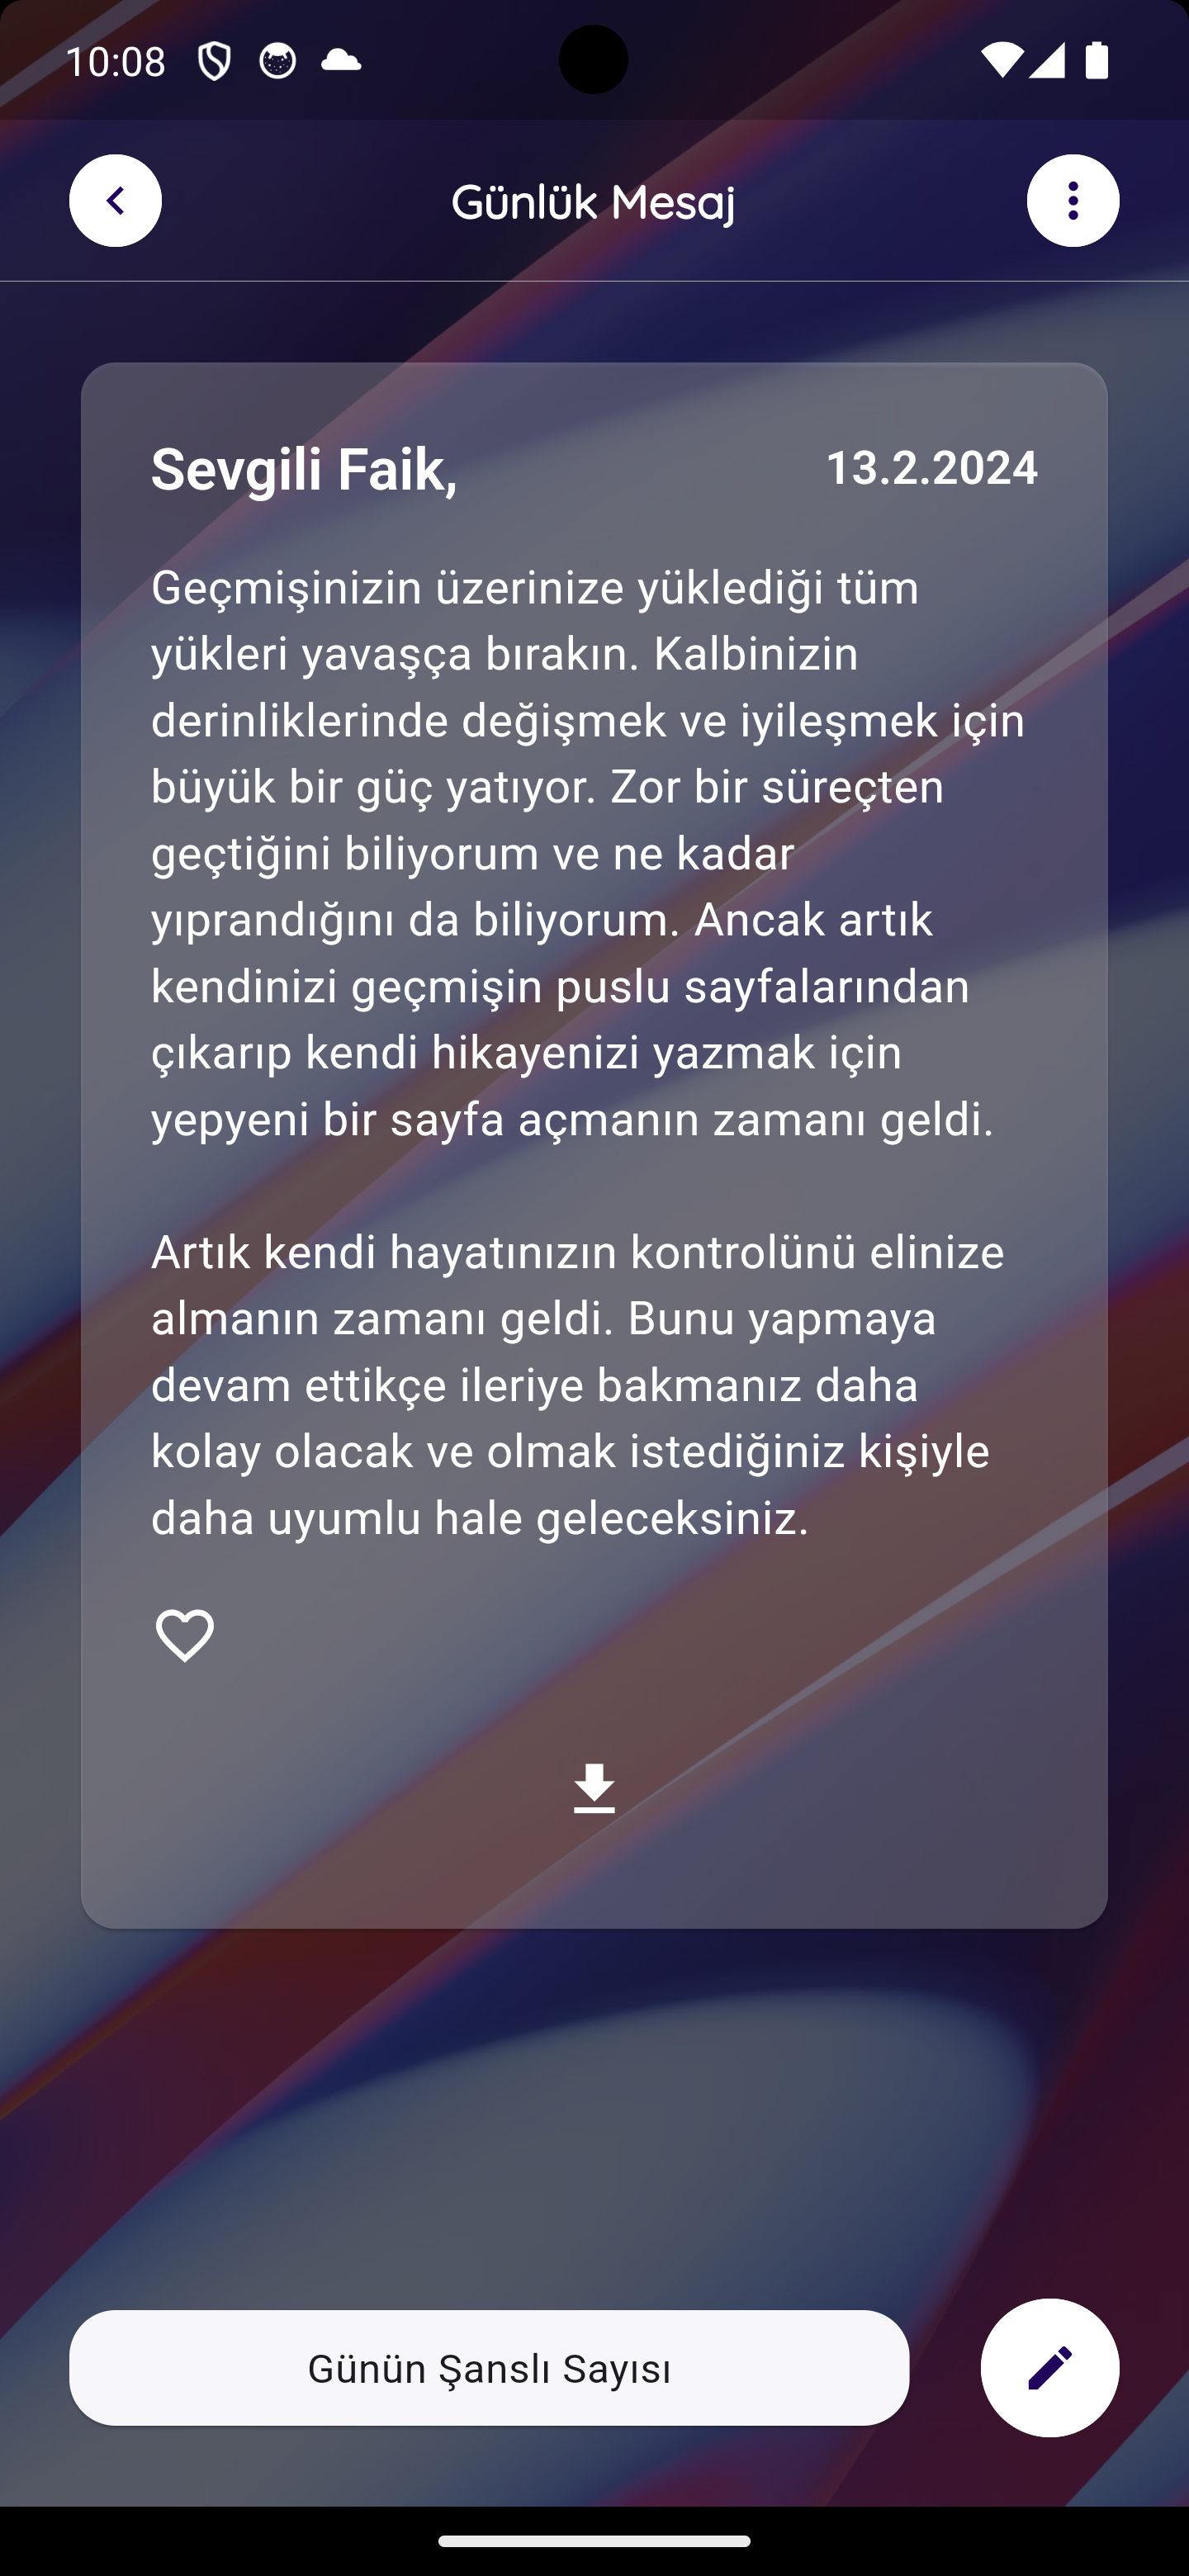 10:08
Günlük Mesaj
Sevgili Faik,
13.2.2024
Geçmişinizin üzerinize yüklediği tüm
yükleri yavaşça bırakın. Kalbinizin
derinliklerinde değişmek ve iyileşmek için
büyük bir güç yatıyor. Zor bir süreçten
geçtiğini biliyorum ve ne kadar
yıprandığını da biliyorum. Ancak artık
kendinizi geçmişin puslu sayfalarından
çıkarıp kendi hikayenizi yazmak için
yepyeni bir sayfa açmanın zamanı geldi.
Artık kendi hayatınızın kontrolünü elinize
almanın zamanı geldi. Bunu yapmaya
devam ettikçe ileriye bakmanız daha
kolay olacak ve olmak istediğiniz kişiyle
daha uyumlu hale geleceksiniz.
Günün Şanslı Sayısı